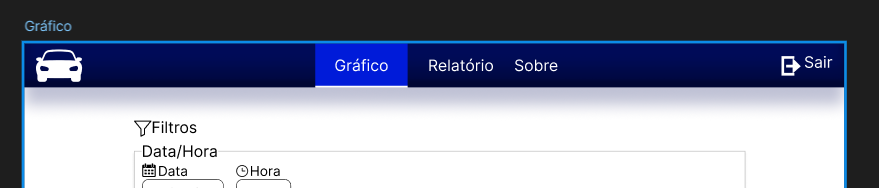 Gráfico
Gráfico Relatório Sobre Sair
Filtros
Data/Hora
Data Hora